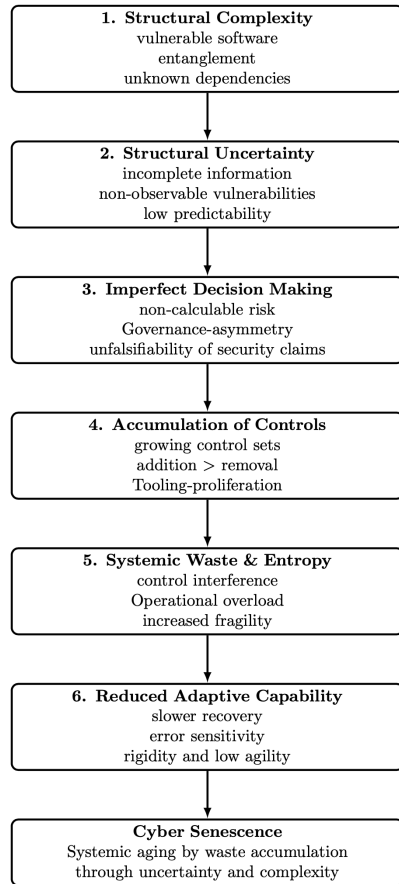 1. Structural Complexity
vulnerable software
entanglement
unknown dependencies
2. Structural Uncertainty
incomplete information
non-observable vulnerabilities
low predictability
3. Imperfect Decision Making
non-calculable risk
Governance-asymmetry
unfalsifiability of security claims
4. Accumulation of Controls
growing control sets
addition > removal
Tooling-proliferation
5. Systemic Waste & Entropy
control interference
Operational overload
increased fragility
6. Reduced Adaptive Capability
slower recovery
error sensitivity
rigidity and low agility
Cyber Senescence
Systemic aging by waste accumulation
through uncertainty and complexity